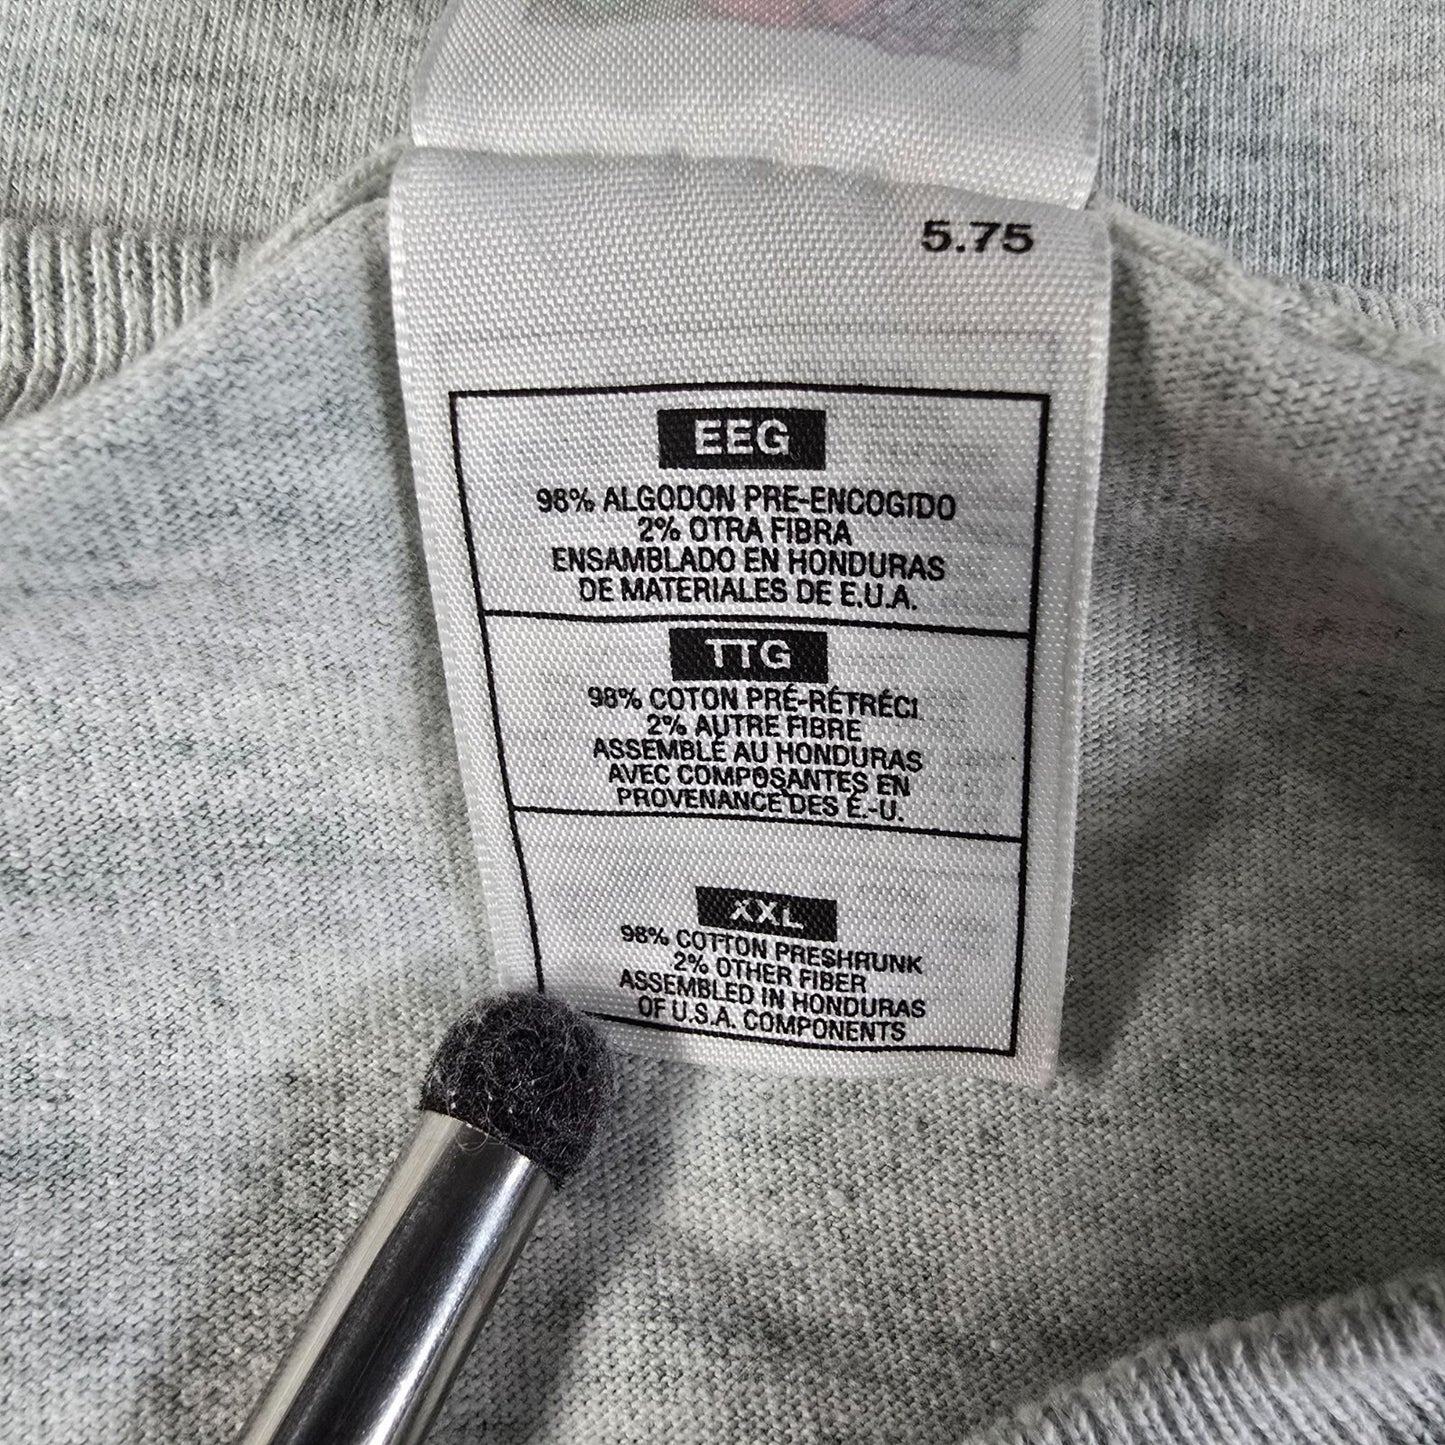 5.75
EEG
98% ALGODON PRE-ENCOGIDO
2% OTRA FIBRA
ENSAMBLADO EN HONDURAS
DE MATERIALES DE E.U.A.
TTG
98% COTON PRÉ-RÉTRÉCI
2% AUTRE FIBRE
ASSEMBLÉ AU HONDURAS
AVEC COMPOSANTES EN
PROVENANCE DES É.-U.
XXL
98% COTTON PRESHRUNK
2% OTHER FIBER
ASSEMBLED IN HONDURAS
OF U.S.A. COMPONENTS